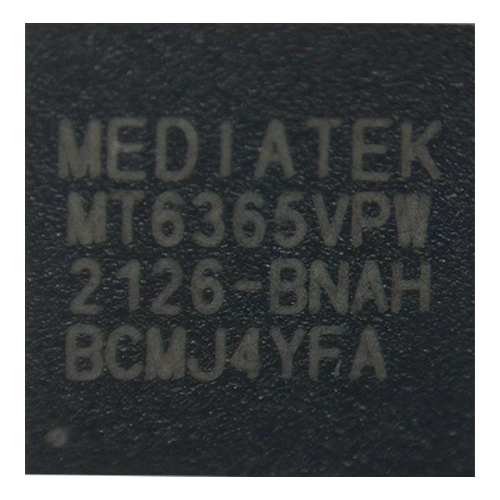 MEDIATEK
MT6365VPW
2126-BNAH
BCMJ4YFA